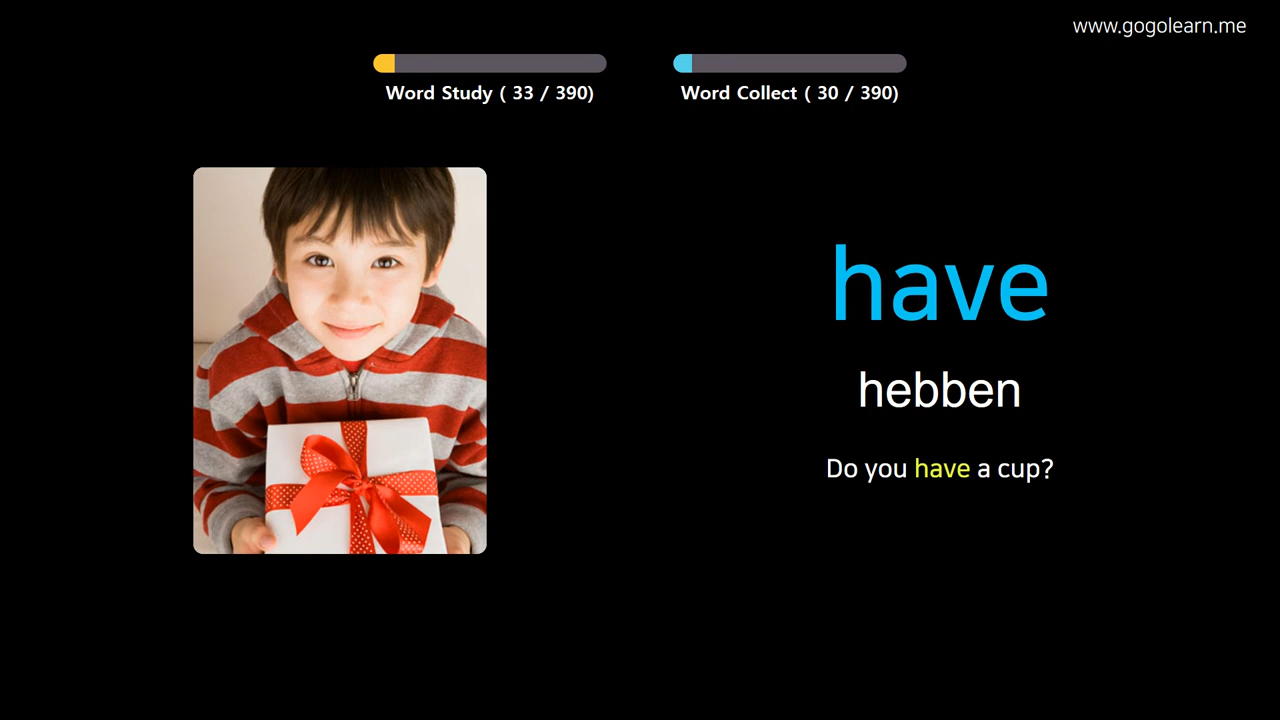 www.gogolearn.me
Word Study ( 33 / 390)
Word Collect ( 30 / 390)
have
hebben
Do you have a cup?